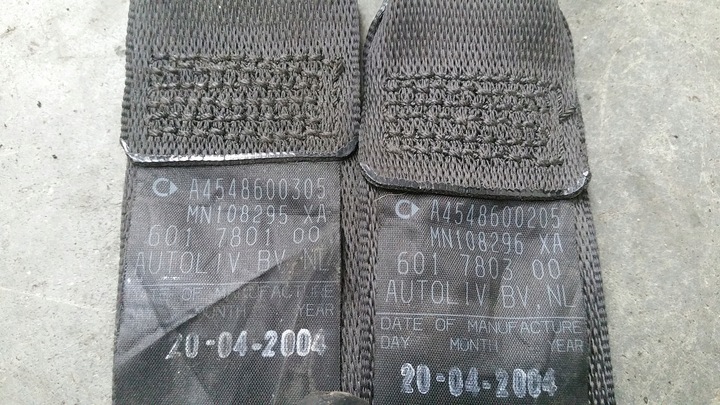 A4548600305
MN108295 XA
601 7801 00
AUTOLIV BV.NL
DATE OF MANUFACTURE
MONTH YEAR
20-04-2004
A4548600205
MN108296 XA
601 7803 00
AUTOLIV BV.NL
DATE OF MANUFACTURE
DAY MONTH YEAR
20-04-2004